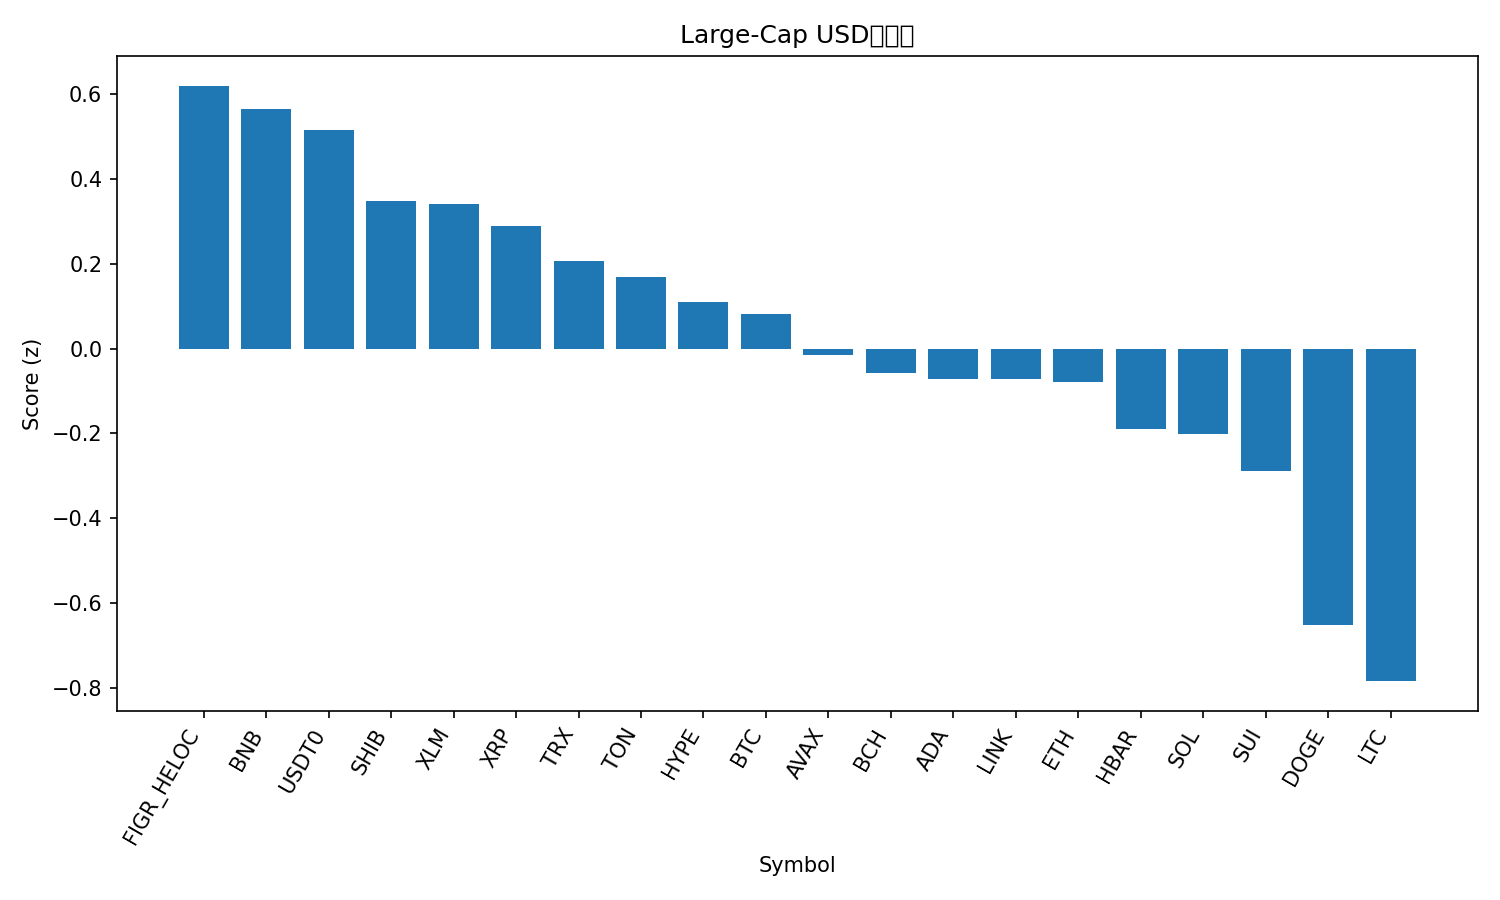 Large-Cap USD
Score (z)
0.6
0.4
0.2
0.0
−0.2
−0.4
−0.6
−0.8
FIGR_HELOC
BNB
USDT0
SHIB
XLM
XRP
TRX
TON
HYPE
BTC
AVAX
BCH
ADA
LINK
ETH
HBAR
SOL
SUI
DOGE
LTC
Symbol